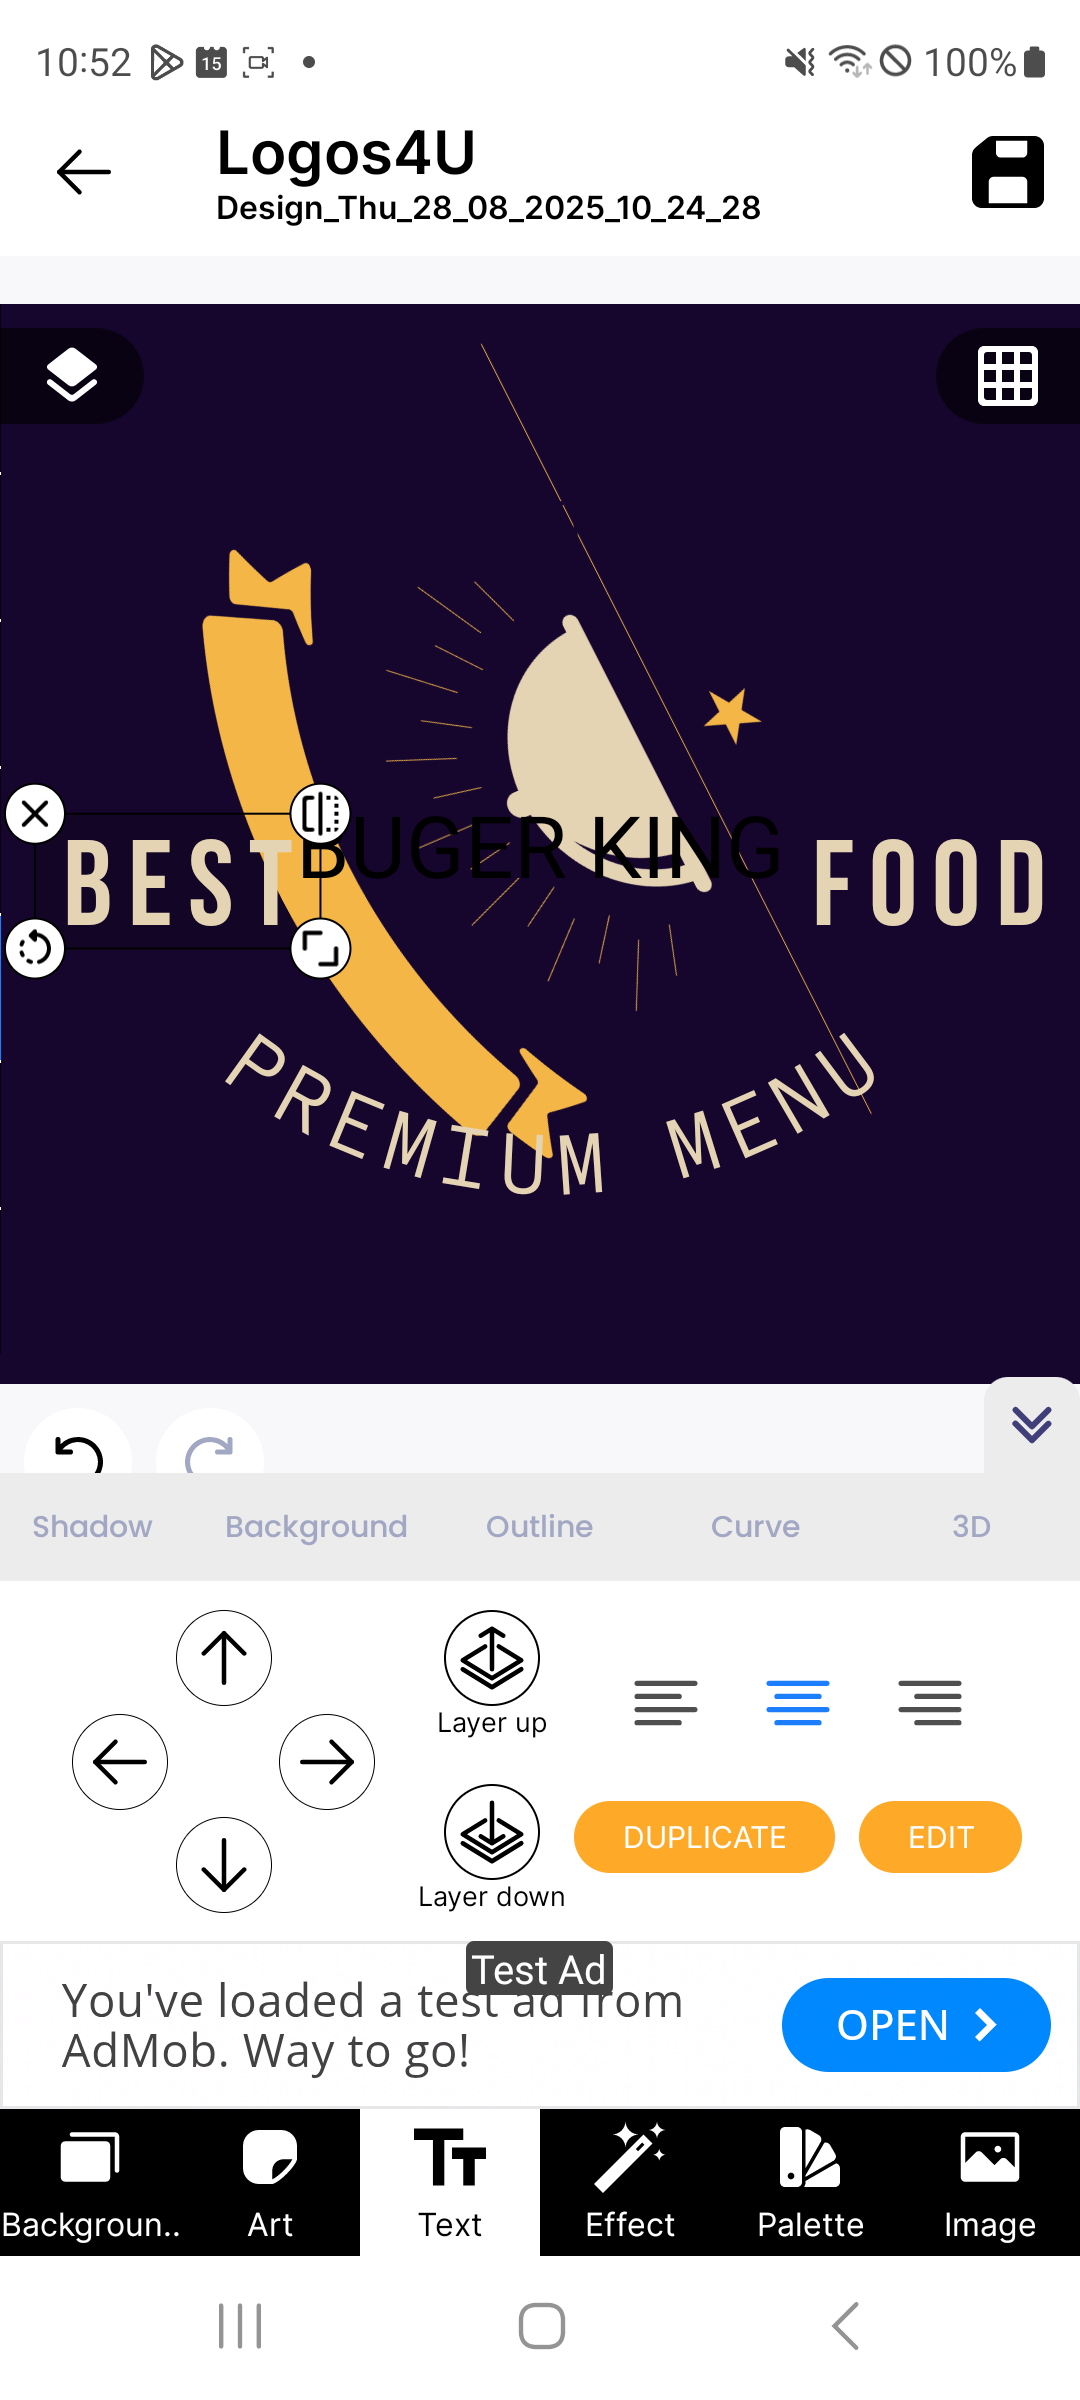 10:52
15
100%
Logos4U
Design_Thu_28_08_2025_10_24_28
BEST
BUGER KING
FOOD
PREMIUM MENU
Shadow
Background
Outline
Curve
3D
Layer up
Layer down
DUPLICATE
EDIT
Test Ad
You've loaded a test ad from
AdMob. Way to go!
OPEN
Backgroun..
Art
Text
Effect
Palette
Image